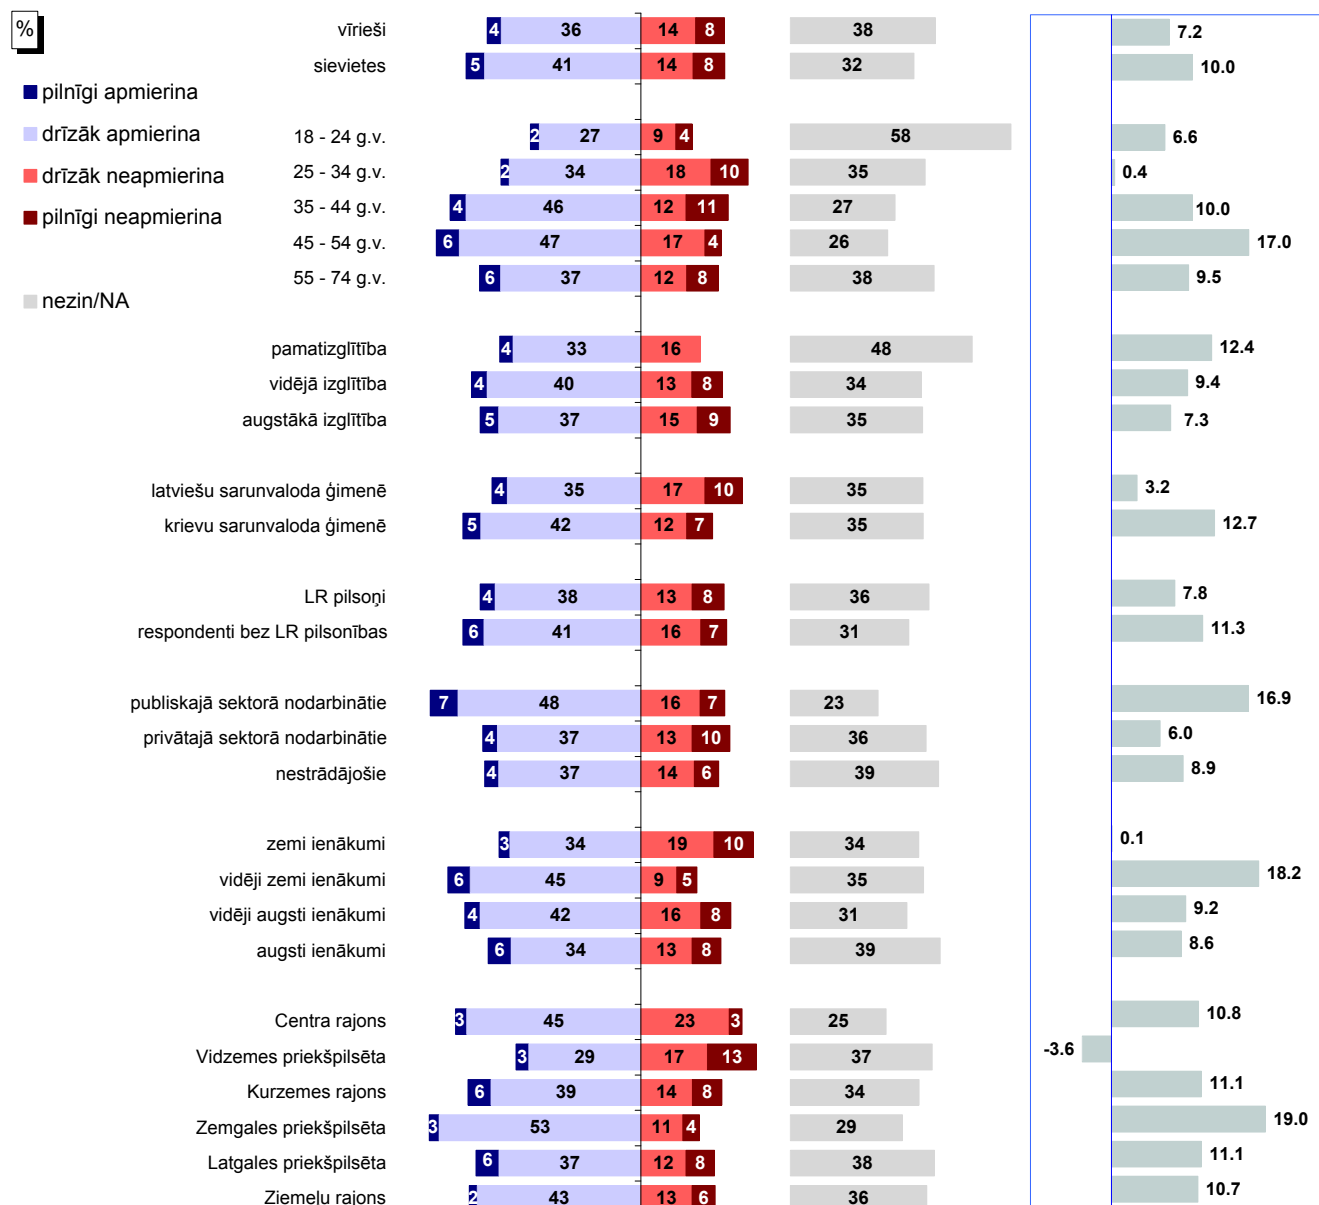 %
pilnīgi apmierina
drīzāk apmierina
drīzāk neapmierina
pilnīgi neapmierina
nezin/NA
vīrieši 4 36 14 8 38 7.2
sievietes 5 41 14 8 32 10.0
18 - 24 g.v. 2 27 9 4 58 6.6
25 - 34 g.v. 2 34 18 10 35 0.4
35 - 44 g.v. 4 46 12 11 27 10.0
45 - 54 g.v. 6 47 17 4 26 17.0
55 - 74 g.v. 6 37 12 8 38 9.5
pamatizglītība 4 33 16 48 12.4
vidējā izglītība 4 40 13 8 34 9.4
augstākā izglītība 5 37 15 9 35 7.3
latviešu sarunvaloda ģimenē 4 35 17 10 35 3.2
krievu sarunvaloda ģimenē 5 42 12 7 35 12.7
LR pilsoņi 4 38 13 8 36 7.8
respondenti bez LR pilsonības 6 41 16 7 31 11.3
publiskajā sektorā nodarbinātie 7 48 16 7 23 16.9
privātajā sektorā nodarbinātie 4 37 13 10 36 6.0
nestrādājošie 4 37 14 6 39 8.9
zemi ienākumi 3 34 19 10 34 0.1
vidēji zemi ienākumi 6 45 9 5 35 18.2
vidēji augsti ienākumi 4 42 16 8 31 9.2
augsti ienākumi 6 34 13 8 39 8.6
Centra rajons 3 45 23 3 25 10.8
Vidzemes priekšpilsēta 3 29 17 13 37 -3.6
Kurzemes rajons 6 39 14 8 34 11.1
Zemgales priekšpilsēta 3 53 11 4 29 19.0
Latgales priekšpilsēta 6 37 12 8 38 11.1
Ziemeļu rajons 2 43 13 6 36 10.7